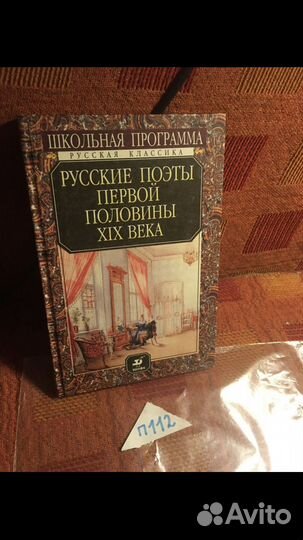 ШКОЛЬНАЯ ПРОГРАММА
РУССКАЯ КЛАССИКА
РУССКИЕ ПОЭТЫ
ПЕРВОЙ
ПОЛОВИНЫ
XIX ВЕКА
П112
Avito